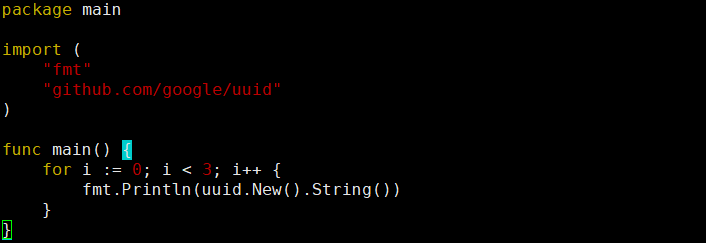 package main

import (
    "fmt"
    "github.com/google/uuid"
)

func main() {
    for i := 0; i < 3; i++ {
        fmt.Println(uuid.New().String())
    }
}